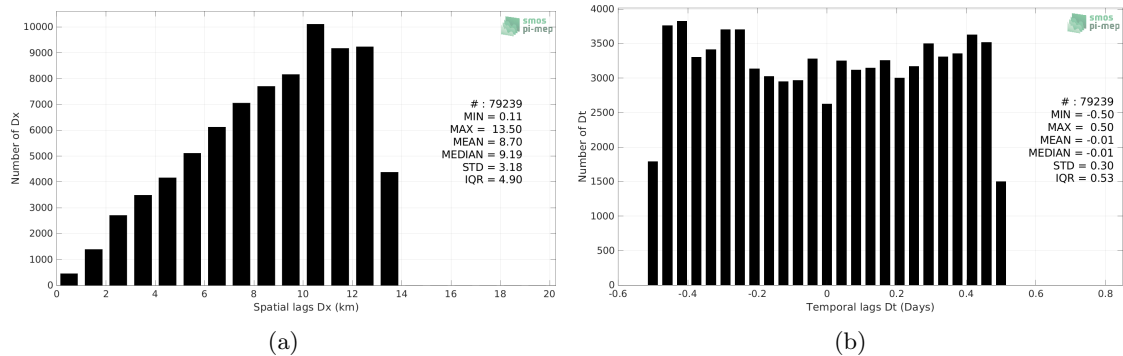 smos
pi-mep
10000
9000
8000
7000
6000
5000
4000
3000
2000
1000
0
Number of Dx
# : 79239
MIN = 0.11
MAX = 13.50
MEAN = 8.70
MEDIAN = 9.19
STD = 3.18
IQR = 4.90
0 2 4 6 8 10 12 14 16 18 20
Spatial lags Dx (km)
(a)
smos
pi-mep
4000
3500
3000
2500
2000
1500
1000
500
0
Number of Dt
# : 79239
MIN = -0.50
MAX = 0.50
MEAN = -0.01
MEDIAN = -0.01
STD = 0.30
IQR = 0.53
-0.6 -0.4 -0.2 0 0.2 0.4 0.6 0.8
Temporal lags Dt (Days)
(b)